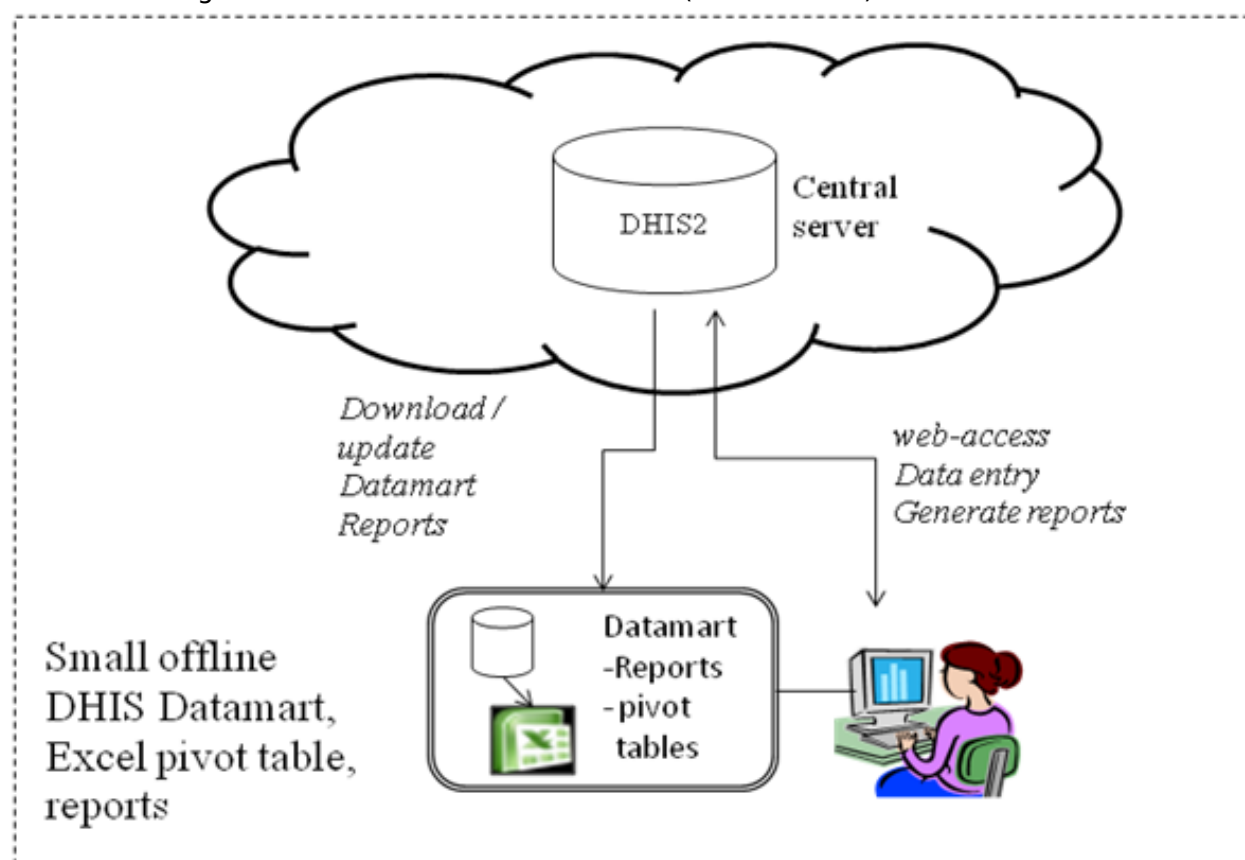 DHIS2
Central
server
Download /
update
Datamart
Reports
web-access
Data entry
Generate reports
Datamart
-Reports
-pivot
tables
Small offline
DHIS Datamart,
Excel pivot table,
reports